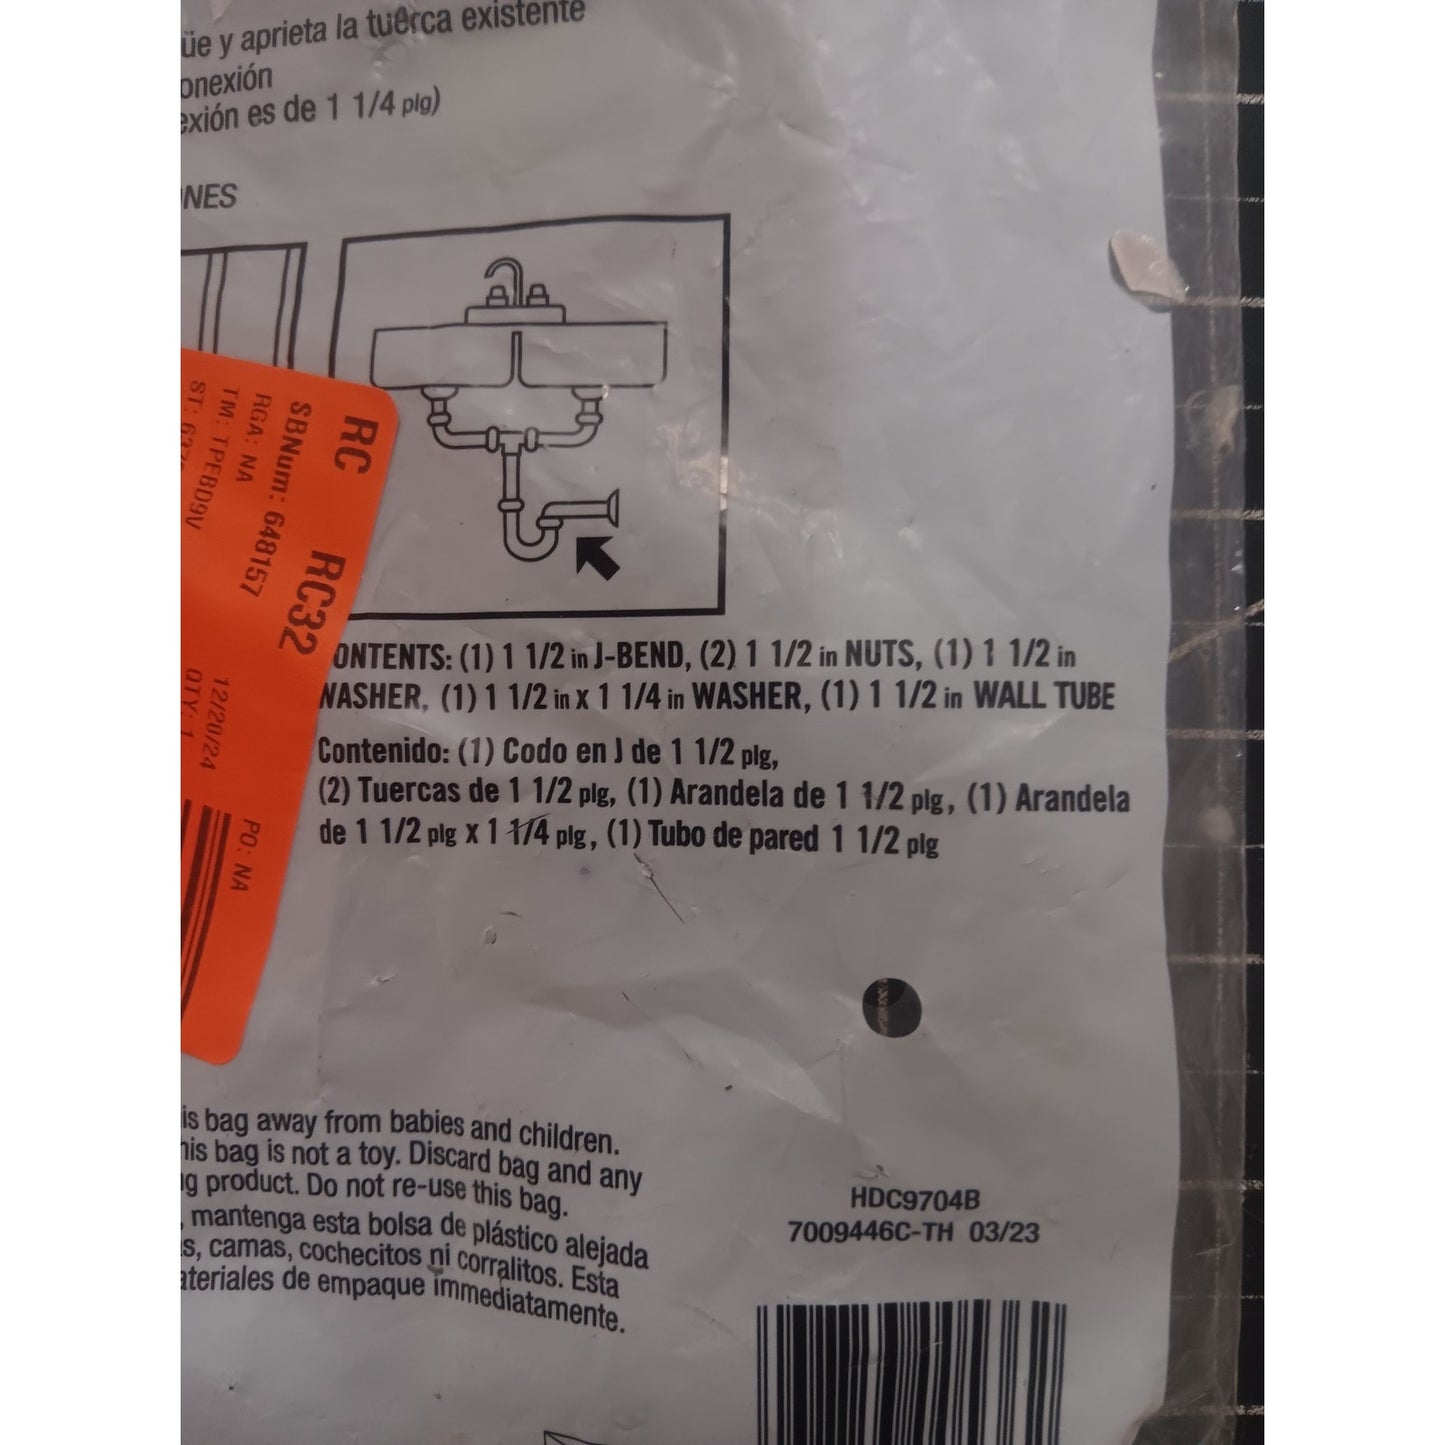 üe y aprieta la tuerca existente
onexión
exión es de 1 1/4 plg)
NES
RC RC32
SBNum: 648157
RGA: NA
TM: TPEBD9V
12/20/24
QTY: 1
PO: NA
ONTENTS: (1) 1 1/2 in J-BEND, (2) 1 1/2 in NUTS, (1) 1 1/2 in
WASHER, (1) 1 1/2 in x 1 1/4 in WASHER, (1) 1 1/2 in WALL TUBE
Contenido: (1) Codo en J de 1 1/2 plg,
(2) Tuercas de 1 1/2 plg, (1) Arandela de 1 1/2 plg, (1) Arandela
de 1 1/2 plg x 1 1/4 plg, (1) Tubo de pared 1 1/2 plg
is bag away from babies and children.
his bag is not a toy. Discard bag and any
g product. Do not re-use this bag.
, mantenga esta bolsa de plástico alejada
s, camas, cochecitos ni corralitos. Esta
ateriales de empaque immediatamente.
HDC9704B
7009446C-TH 03/23